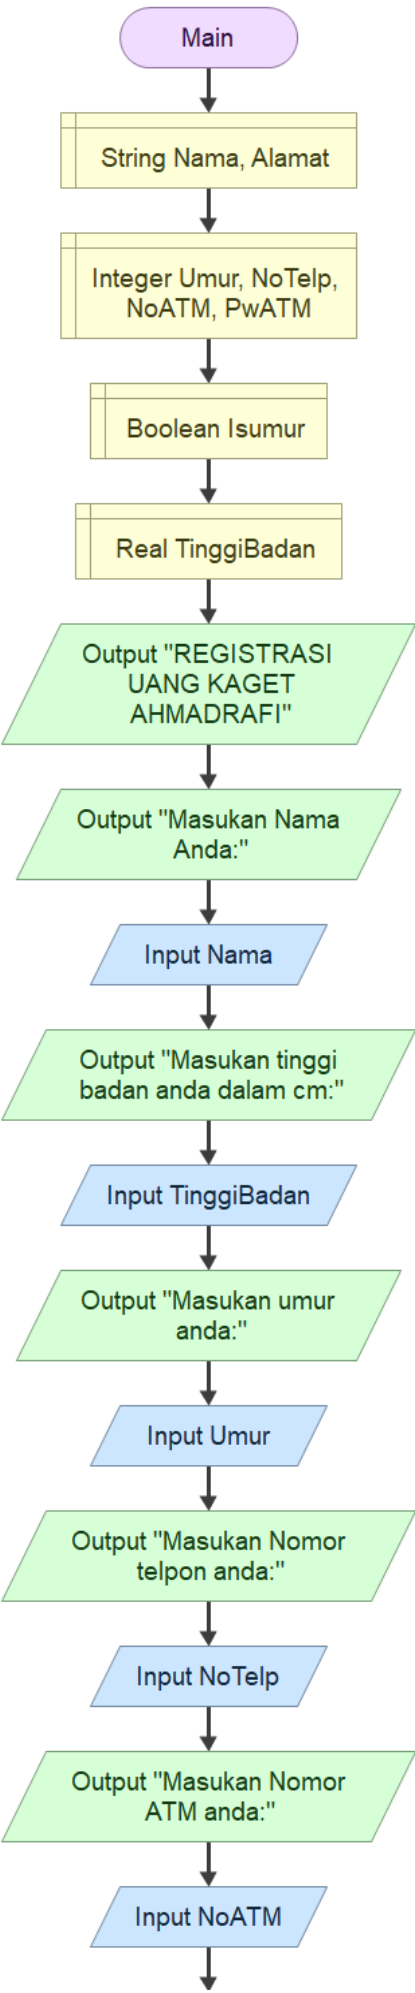 Main
String Nama, Alamat
Integer Umur, NoTelp,
NoATM, PwATM
Boolean Isumur
Real TinggiBadan
Output "REGISTRASI
UANG KAGET
AHMADRAFI"
Output "Masukan Nama
Anda:"
Input Nama
Output "Masukan tinggi
badan anda dalam cm:"
Input TinggiBadan
Output "Masukan umur
anda:"
Input Umur
Output "Masukan Nomor
telpon anda:"
Input NoTelp
Output "Masukan Nomor
ATM anda:"
Input NoATM